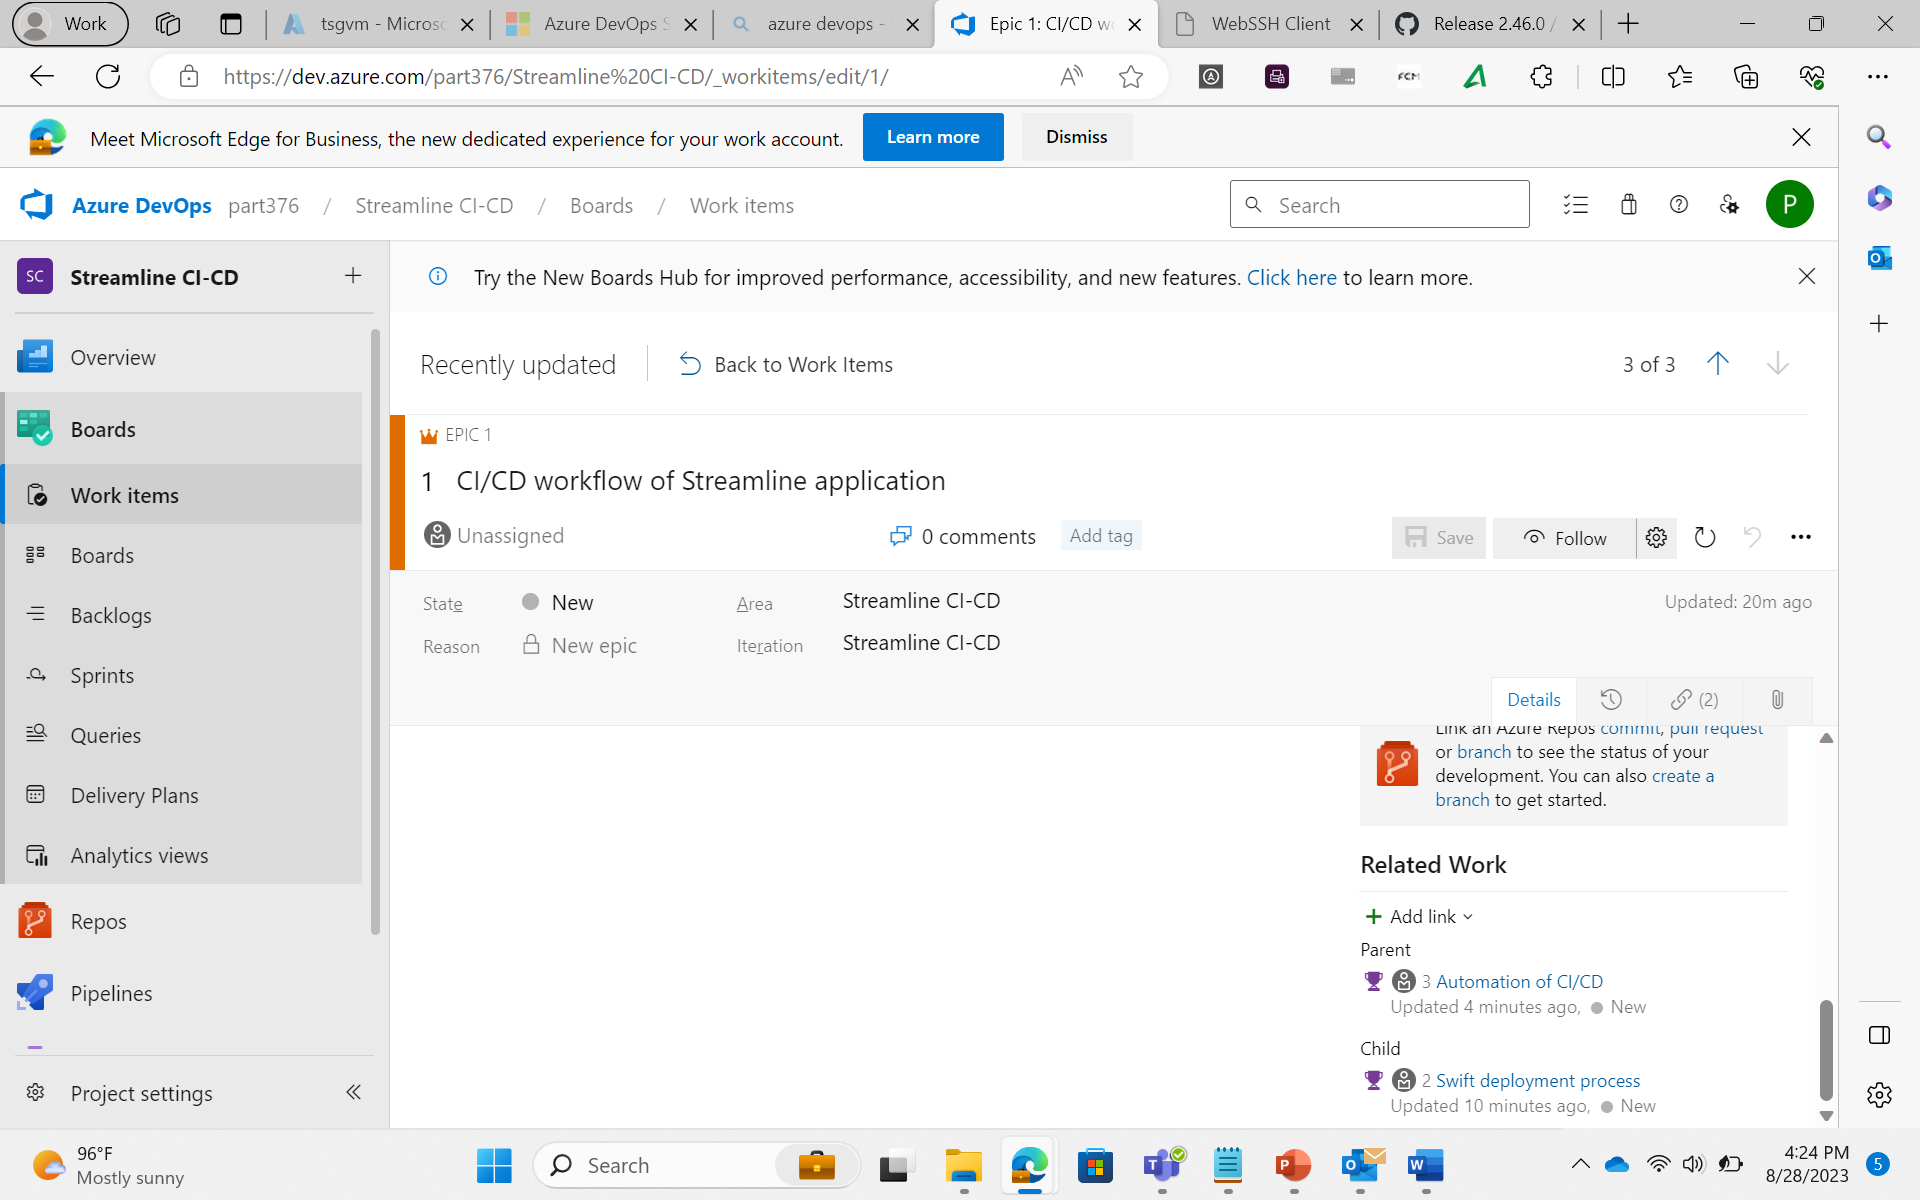 Work
tsgvm - Microsc
Azure DevOps S
azure devops -
Epic 1: CI/CD wo
WebSSH Client
Release 2.46.0 /
https://dev.azure.com/part376/Streamline%20CI-CD/_workitems/edit/1/
FCM
Meet Microsoft Edge for Business, the new dedicated experience for your work account.
Learn more
Dismiss
Azure DevOps part376 / Streamline CI-CD / Boards / Work items
Search
P
SC Streamline CI-CD
Overview
Boards
Work items
Boards
Backlogs
Sprints
Queries
Delivery Plans
Analytics views
Repos
Pipelines
Project settings
Try the New Boards Hub for improved performance, accessibility, and new features. Click here to learn more.
Recently updated
Back to Work Items
3 of 3
EPIC 1
1 CI/CD workflow of Streamline application
Unassigned
0 comments
Add tag
Save
Follow
State New
Area Streamline CI-CD
Updated: 20m ago
Reason New epic
Iteration Streamline CI-CD
Details
(2)
Link an Azure Repos commit, pull request
or branch to see the status of your
development. You can also create a
branch to get started.
Related Work
Add link
Parent
3 Automation of CI/CD
Updated 4 minutes ago, New
Child
2 Swift deployment process
Updated 10 minutes ago, New
96°F
Mostly sunny
Search
4:24 PM
8/28/2023
5